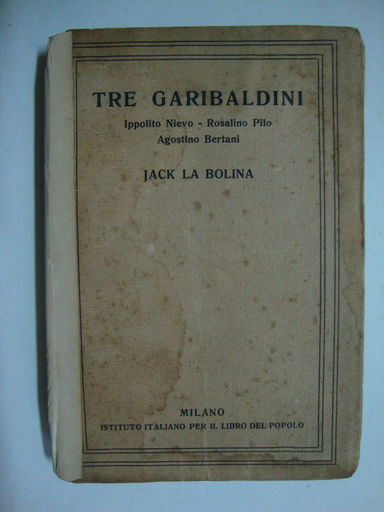 TRE GARIBALDINI
Ippolito Nievo - Rosalino Pilo
Agostino Bertani
JACK LA BOLINA
MILANO
ISTITUTO ITALIANO PER IL LIBRO DEL POPOLO